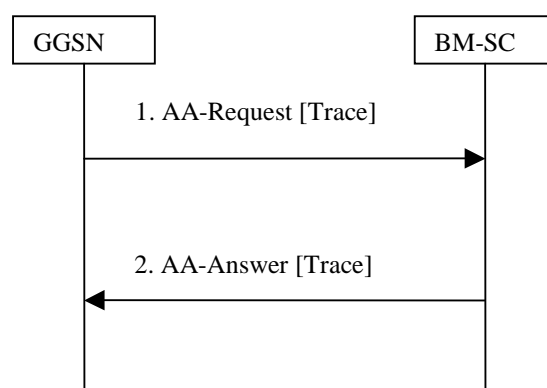 GGSN
BM-SC
1. AA-Request [Trace]
2. AA-Answer [Trace]